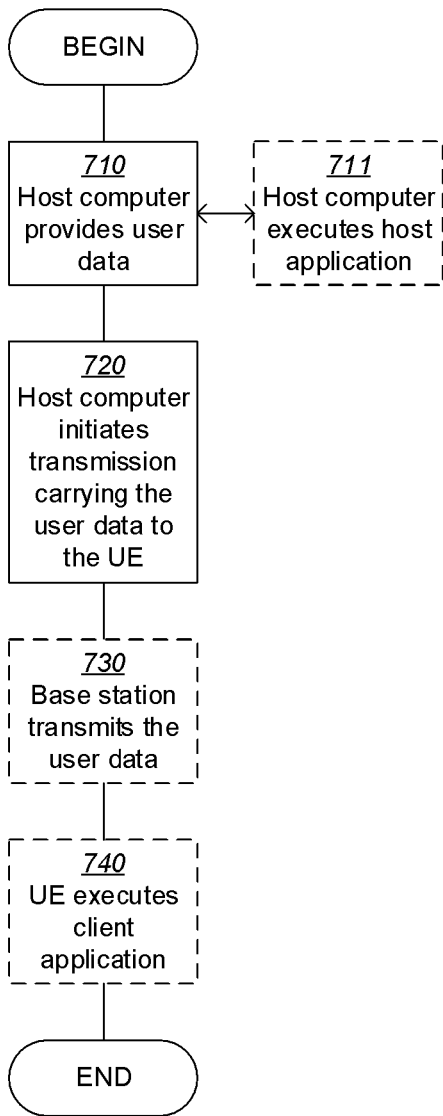 BEGIN
710
Host computer
provides user
data
711
Host computer
executes host
application
720
Host computer
initiates
transmission
carrying the
user data to
the UE
730
Base station
transmits the
user data
740
UE executes
client
application
END